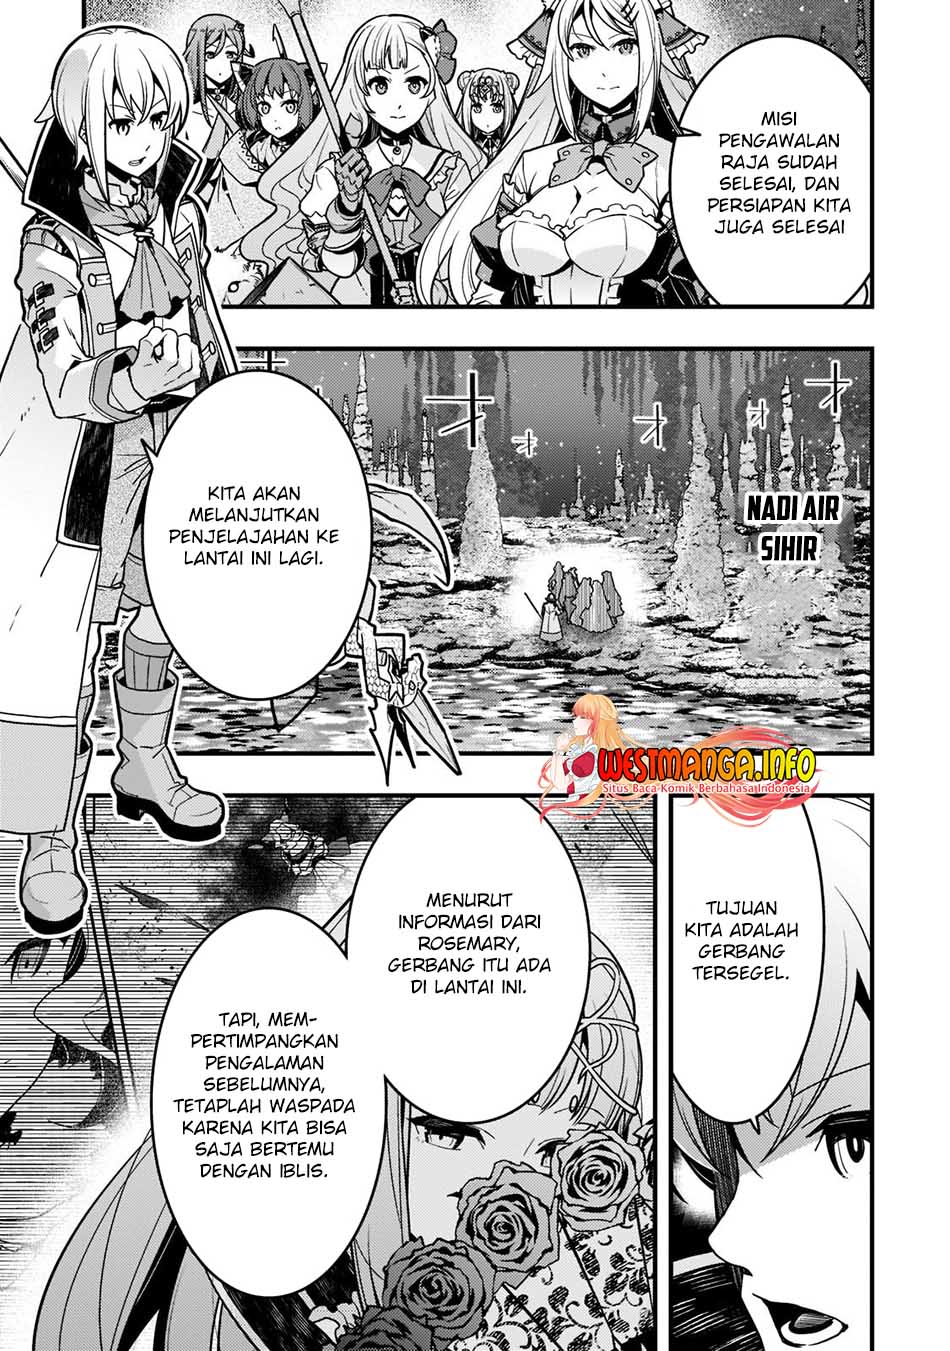 MISI
PENGAWALAN
RAJA SUDAH
SELESAI, DAN
PERSIAPAN KITA
JUGA SELESAI
KITA AKAN
MELANJUTKAN
PENJELAJAHAN KE
LANTAI INI LAGI.
NADI AIR
SIHIR
WESTMANGA.INFO
Situs Baca Komik Berbahasa Indonesia
TUJUAN
KITA ADALAH
GERBANG
TERSEGEL.
MENURUT
INFORMASI DARI
ROSEMARY,
GERBANG ITU ADA
DI LANTAI INI.
TAPI, MEM-
PERTIMPANGKAN
PENGALAMAN
SEBELUMNYA,
TETAPLAH WASPADA
KARENA KITA BISA
SAJA BERTEMU
DENGAN IBLIS.